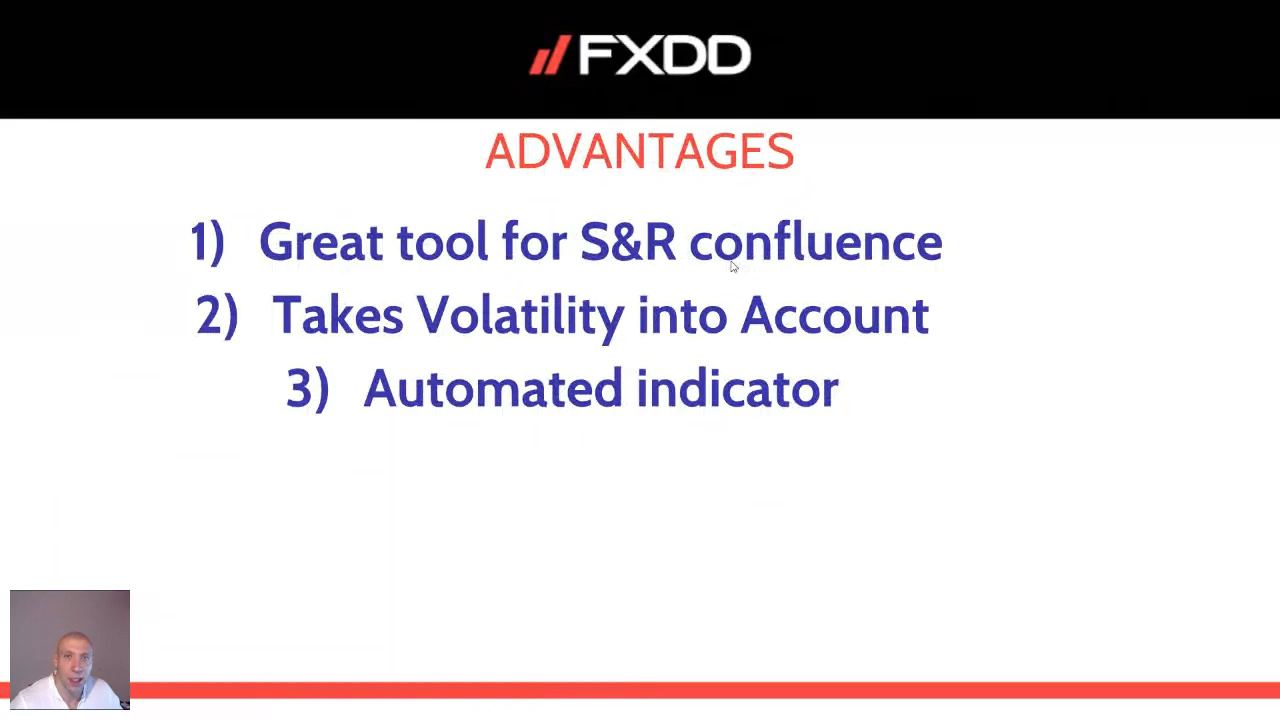 FXDD
ADVANTAGES
1) Great tool for S&R confluence
2) Takes Volatility into Account
3) Automated indicator